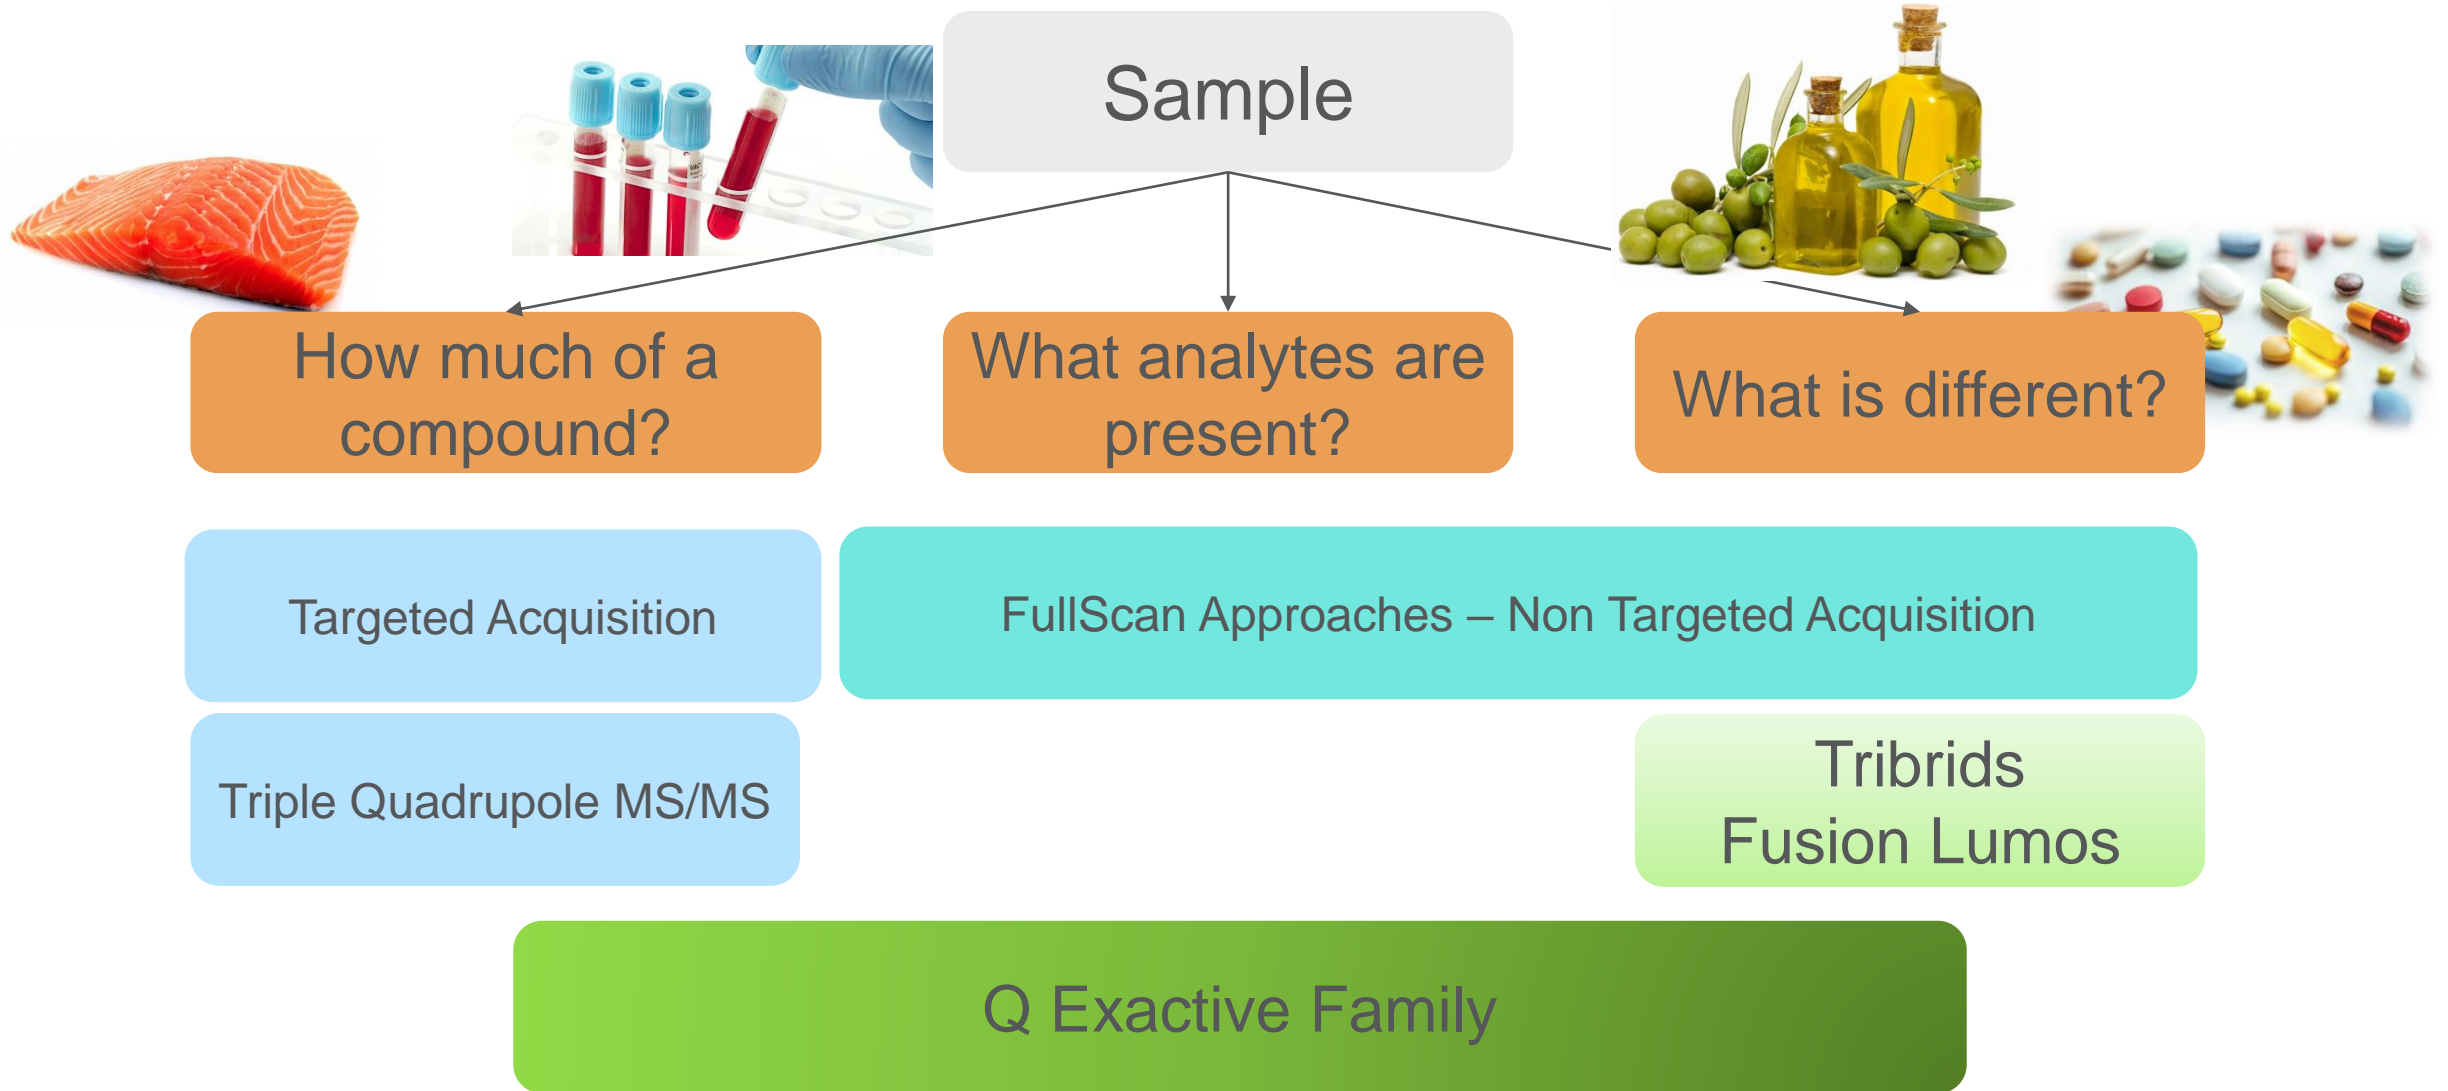 Sample
How much of a
compound?
What analytes are
present?
What is different?
Targeted Acquisition
FullScan Approaches – Non Targeted Acquisition
Triple Quadrupole MS/MS
Tribrids
Fusion Lumos
Q Exactive Family